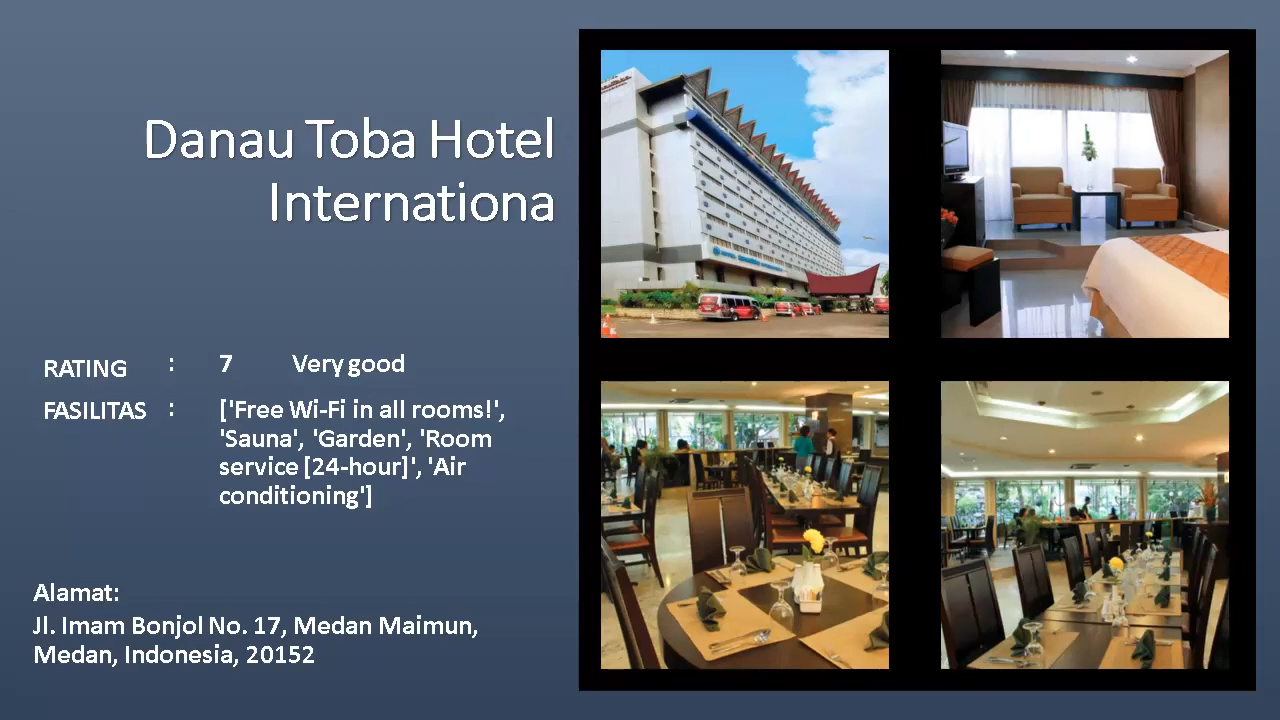 Danau Toba Hotel
Internationa
RATING : 7 Very good
FASILITAS : ['Free Wi-Fi in all rooms!',
'Sauna', 'Garden', 'Room
service [24-hour]', 'Air
conditioning']
Alamat:
Jl. Imam Bonjol No. 17, Medan Maimun,
Medan, Indonesia, 20152